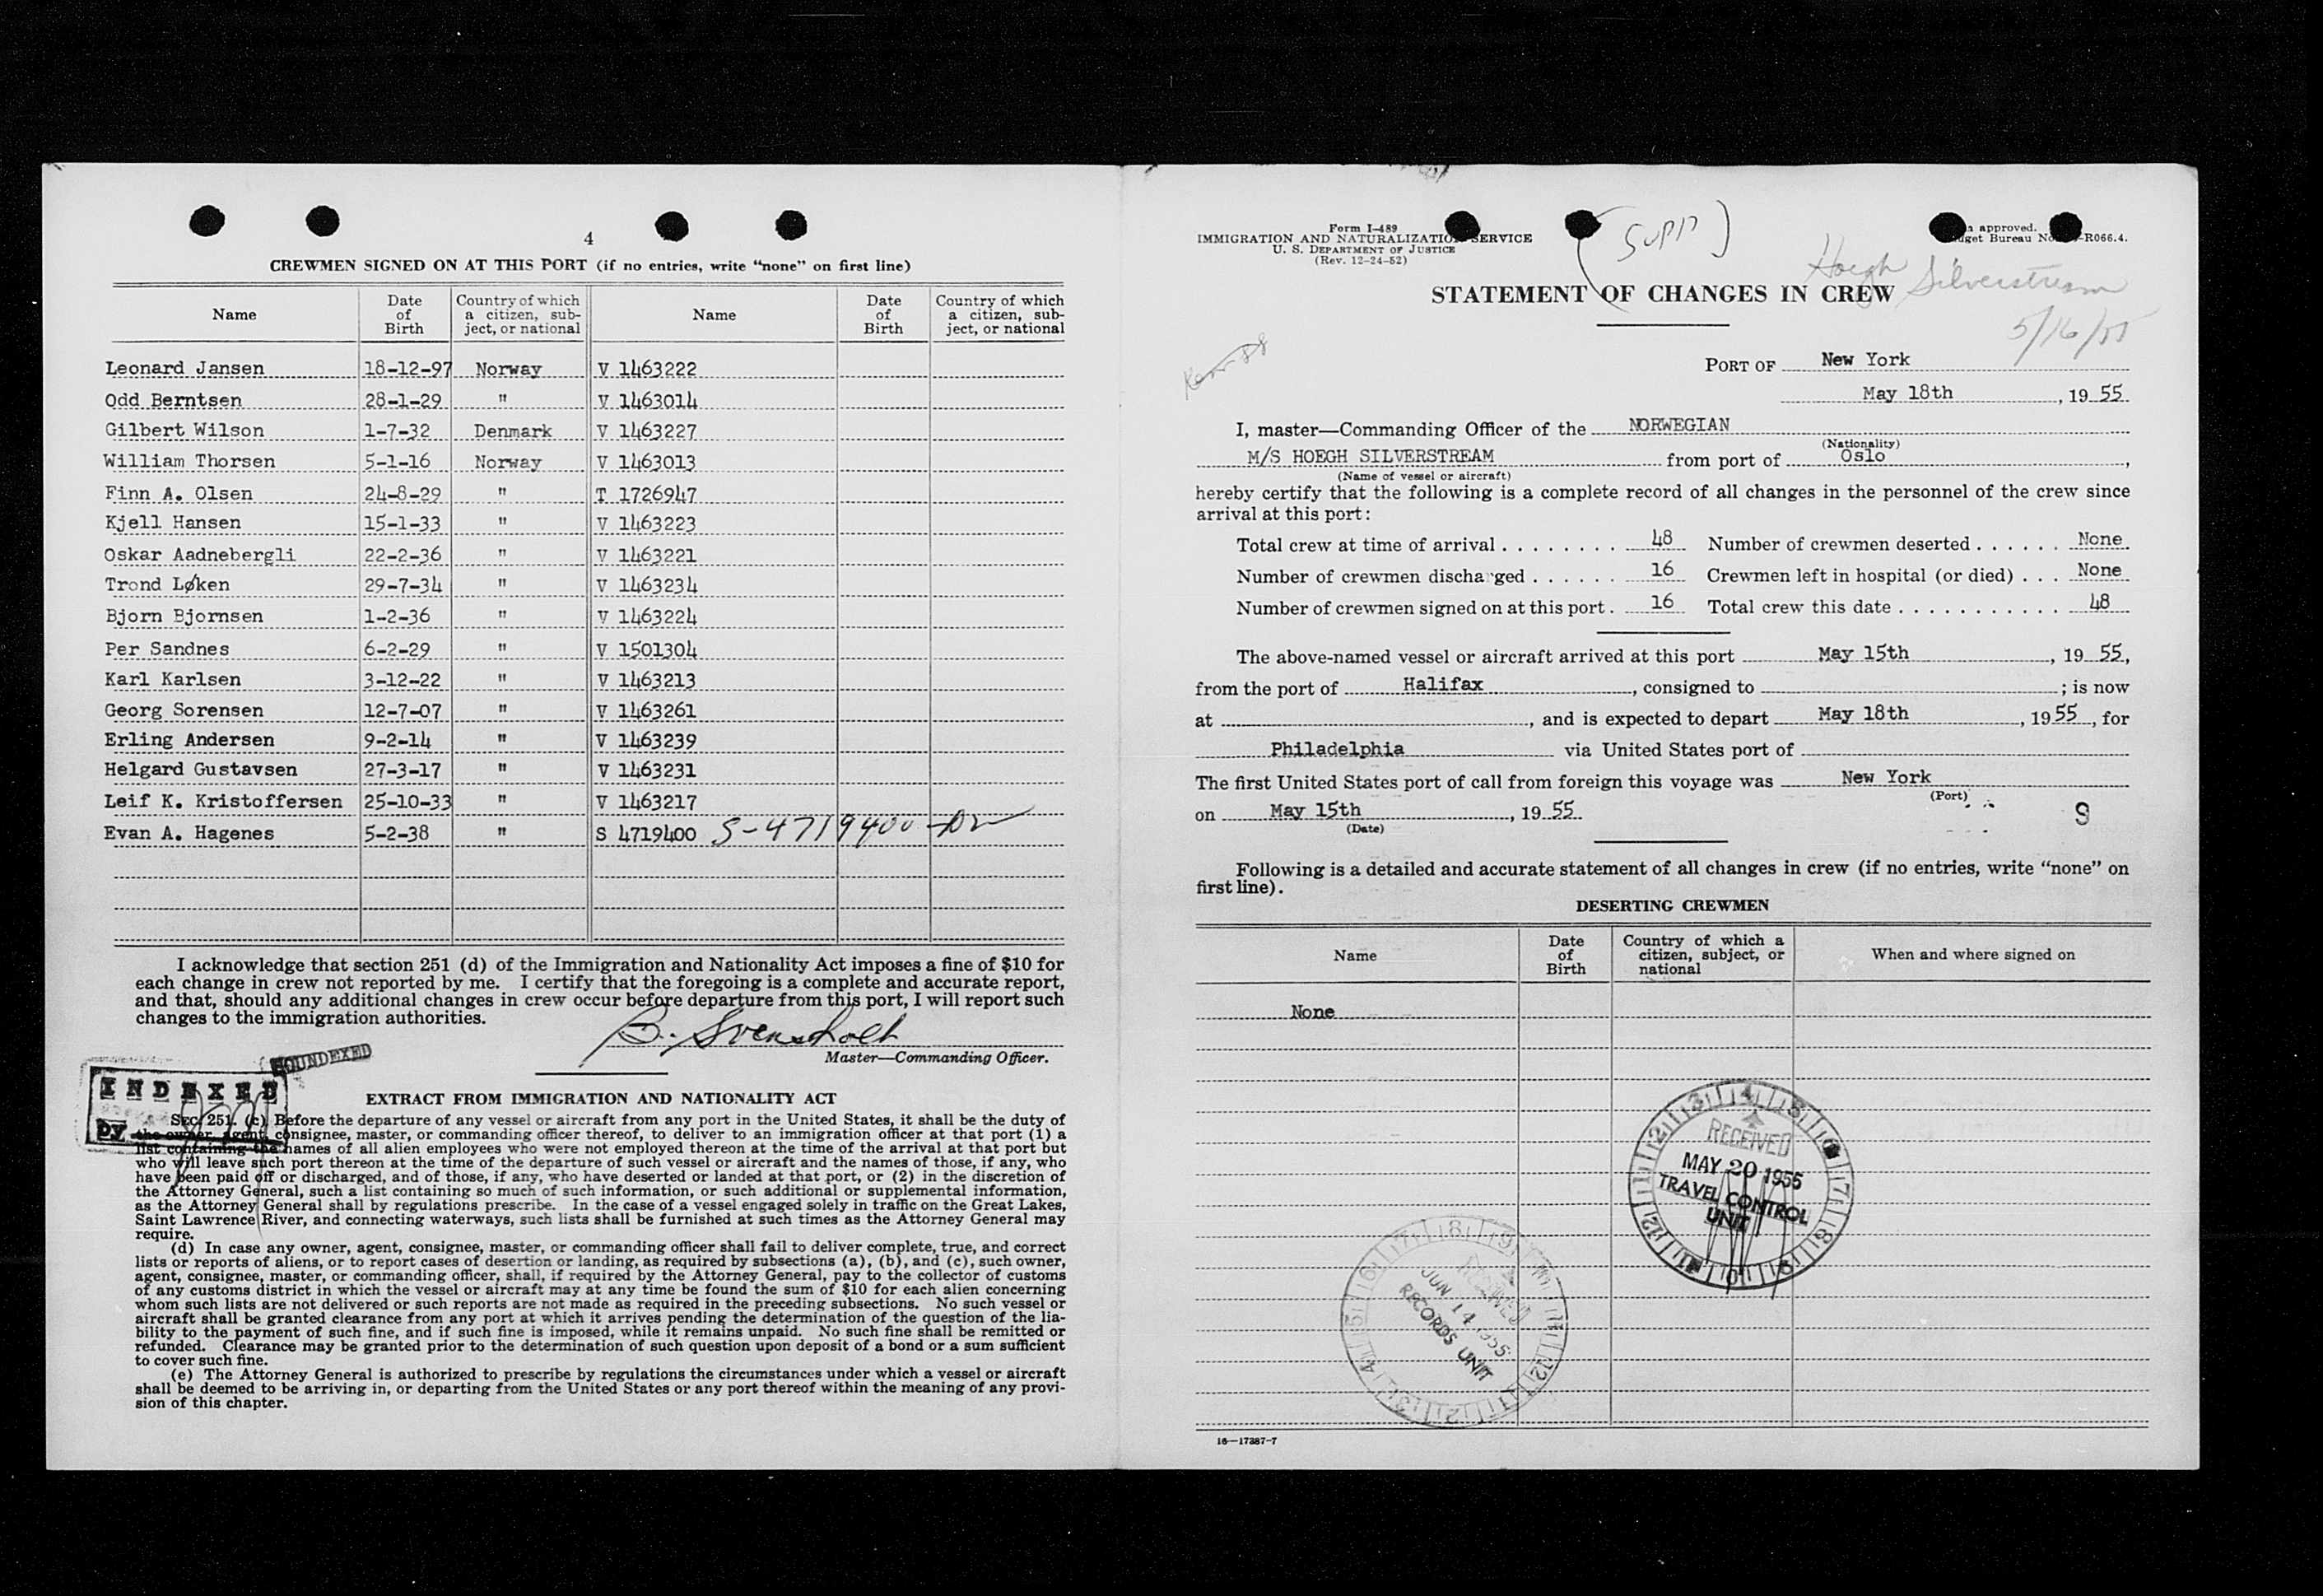 4
CREWMEN SIGNED ON AT THIS PORT (if no entries, write “none” on first line)
Name | Date of Birth | Country of which a citizen, subject, or national | Name | Date of Birth | Country of which a citizen, subject, or national
Leonard Jansen 18-12-97 Norway V 1463222
Odd Berntsen 28-1-29 " V 1463014
Gilbert Wilson 1-7-32 Denmark V 1463227
William Thorsen 5-1-16 Norway V 1463013
Finn A. Olsen 24-8-29 " T 1726947
Kjell Hansen 15-1-33 " V 1463223
Oskar Aadnebergli 22-2-36 " V 1463221
Trond Løken 29-7-34 " V 1463234
Bjorn Bjornsen 1-2-36 " V 1463224
Per Sandnes 6-2-29 " V 1501304
Karl Karlsen 3-12-22 " V 1463213
Georg Sorensen 12-7-07 " V 1463261
Erling Andersen 9-2-14 " V 1463239
Helgard Gustavsen 27-3-17 " V 1463231
Leif K. Kristoffersen 25-10-33 " V 1463217
Evan A. Hagenes 5-2-38 " S 4719400 S-4719400
I acknowledge that section 251 (d) of the Immigration and Nationality Act imposes a fine of $10 for
each change in crew not reported by me. I certify that the foregoing is a complete and accurate report,
and that, should any additional changes in crew occur before departure from this port, I will report such
changes to the immigration authorities.
B. Svensholt
Master—Commanding Officer.
INDEXED
by
EXTRACT FROM IMMIGRATION AND NATIONALITY ACT
Sec. 251. (c) Before the departure of any vessel or aircraft from any port in the United States, it shall be the duty of
the owner, agent, consignee, master, or commanding officer thereof, to deliver to an immigration officer at that port (1) a
list containing the names of all alien employees who were not employed thereon at the time of the arrival at that port but
who will leave such port thereon at the time of the departure of such vessel or aircraft and the names of those, if any, who
have been paid off or discharged, and of those, if any, who have deserted or landed at that port, or (2) in the discretion of
the Attorney General, such a list containing so much of such information, or such additional or supplemental information,
as the Attorney General shall by regulations prescribe. In the case of a vessel engaged solely in traffic on the Great Lakes,
Saint Lawrence River, and connecting waterways, such lists shall be furnished at such times as the Attorney General may
require.
(d) In case any owner, agent, consignee, master, or commanding officer shall fail to deliver complete, true, and correct
lists or reports of aliens, or to report cases of desertion or landing, as required by subsections (a), (b), and (c), such owner,
agent, consignee, master, or commanding officer, shall, if required by the Attorney General, pay to the collector of customs
of any customs district in which the vessel or aircraft may at any time be found the sum of $10 for each alien concerning
whom such lists are not delivered or such reports are not made as required in the preceding subsections. No such vessel or
aircraft shall be granted clearance from any port at which it arrives pending the determination of the question of the lia-
bility to the payment of such fine, and if such fine is imposed, while it remains unpaid. No such fine shall be remitted or
refunded. Clearance may be granted prior to the determination of such question upon deposit of a bond or a sum sufficient
to cover such fine.
(e) The Attorney General is authorized to prescribe by regulations the circumstances under which a vessel or aircraft
shall be deemed to be arriving in, or departing from the United States or any port thereof within the meaning of any provi-
sion of this chapter.
Form I-489
IMMIGRATION AND NATURALIZATION SERVICE
U. S. Department of Justice
(Rev. 12-24-52)
(SUPP)
approved.
get Bureau No. -R066.4.
Hoegh Silverstream
5/16/55
STATEMENT OF CHANGES IN CREW
Port of New York
May 18th, 19 55
I, master—Commanding Officer of the NORWEGIAN
(Nationality)
M/S HOEGH SILVERSTREAM from port of Oslo,
(Name of vessel or aircraft)
hereby certify that the following is a complete record of all changes in the personnel of the crew since
arrival at this port:
Total crew at time of arrival 48 Number of crewmen deserted None
Number of crewmen discharged 16 Crewmen left in hospital (or died) None
Number of crewmen signed on at this port. 16 Total crew this date 48
The above-named vessel or aircraft arrived at this port May 15th, 19 55,
from the port of Halifax, consigned to ; is now
at , and is expected to depart May 18th, 19 55, for
Philadelphia via United States port of
The first United States port of call from foreign this voyage was New York
(Port)
on May 15th, 19 55.
(Date)
9
Following is a detailed and accurate statement of all changes in crew (if no entries, write “none” on
first line).
DESERTING CREWMEN
Name | Date of Birth | Country of which a citizen, subject, or national | When and where signed on
None
RECEIVED
MAY 20 1955
TRAVEL CONTROL
UNIT
RECEIVED
JUN 14 1955
RECORDS UNIT
16—17387-7